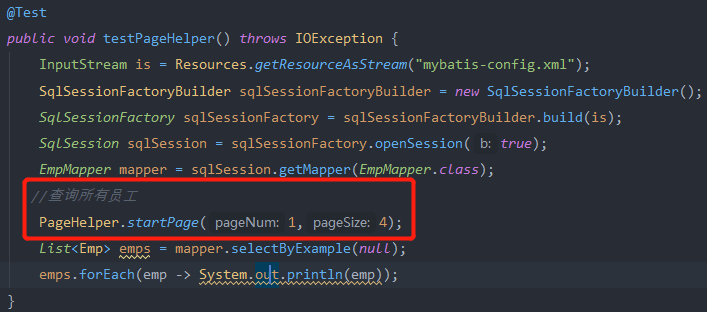 @Test
public void testPageHelper() throws IOException {
InputStream is = Resources.getResourceAsStream("mybatis-config.xml");
SqlSessionFactoryBuilder sqlSessionFactoryBuilder = new SqlSessionFactoryBuilder();
SqlSessionFactory sqlSessionFactory = sqlSessionFactoryBuilder.build(is);
SqlSession sqlSession = sqlSessionFactory.openSession( b: true);
EmpMapper mapper = sqlSession.getMapper(EmpMapper.class);
//查询所有员工
PageHelper.startPage( pageNum: 1, pageSize: 4);
List<Emp> emps = mapper.selectByExample(null);
emps.forEach(emp -> System.out.println(emp));
}